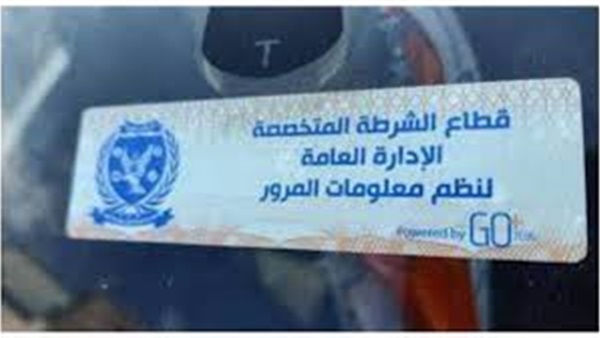 T
قطاع الشرطة المتخصصة
الإدارة العامة
لنظم معلومات المرور
Powered by GO+